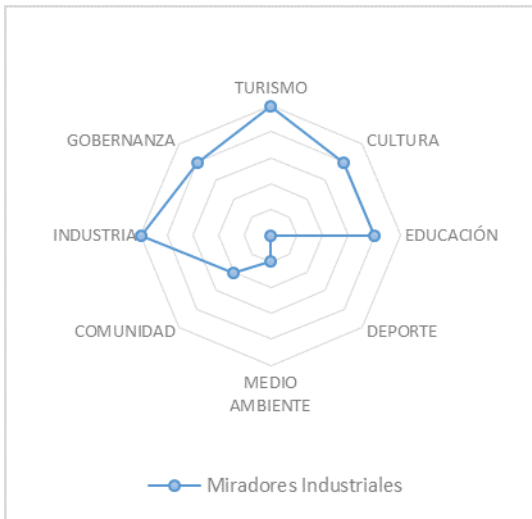 TURISMO
GOBERNANZA
CULTURA
INDUSTRIA
EDUCACIÓN
COMUNIDAD
DEPORTE
MEDIO
AMBIENTE
Miradores Industriales